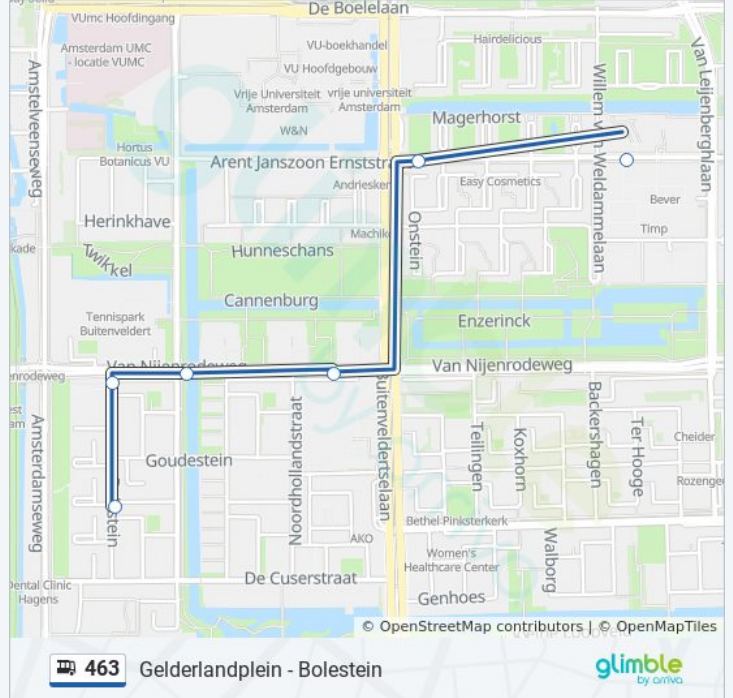 De Boelelaan
VUmc Hoofdingang
Hairdelicious
Amsterdam UMC
- locatie VUMC
VU-boekhandel
VU Hoofdgebouw
Vrije Universiteit
Amsterdam
vrije universiteit
Amsterdam
W&N
Magerhorst
Amstelveenseweg
Van Leijenberghlaan
Willem v n Weldammelaan
Hortus
Botanicus VU
Arent Janszoon Ernststra
Andriesker
Easy Cosmetics
Bever
Timp
Onstein
Herinkhave
Machik
kade
Twikkel
Hunneschans
Cannenburg
Enzerinck
Tennispark
Buitenveldert
Van Nijenrodeweg
nrodeweg
Van Nijenrodeweg
Buitenveldertselaan
Amsterdamseweg
Noordhollandstraat
Goudestein
Teilingen
Koxhorn
Backershagen
Ter Hooge
Cheider
Rozenge
stein
AKO
Bethel Pinksterkerk
Women's
Healthcare Center
Walborg
Dental Clinic
Hagens
De Cuserstraat
Genhoes
© OpenStreetMap contributors | © OpenMapTiles
463 Gelderlandplein - Bolestein
glimble
by arriva